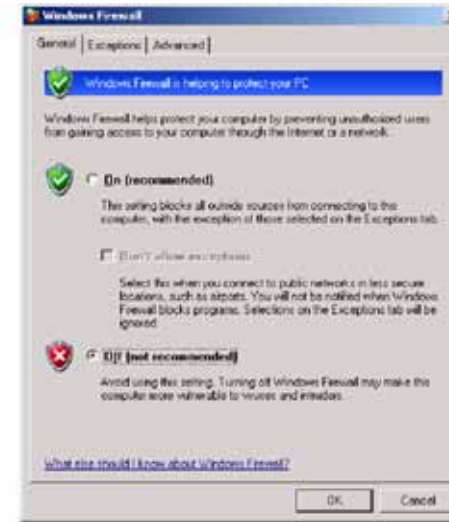 Windows Firewall
General Exceptions Advanced
Windows Firewall is helping to protect your PC
Windows Firewall helps protect your computer by preventing unauthorized users
from gaining access to your computer through the Internet or a network.
On (recommended)
This setting blocks all outside sources from connecting to this
computer, with the exception of those selected on the Exceptions tab.
Don't allow exceptions
Select this when you connect to public networks in less secure
locations, such as airports. You will not be notified when Windows
Firewall blocks programs. Selections on the Exceptions tab will be
ignored.
Off (not recommended)
Avoid using this setting. Turning off Windows Firewall may make this
computer more vulnerable to viruses and intruders.
What else should I know about Windows Firewall?
OK Cancel